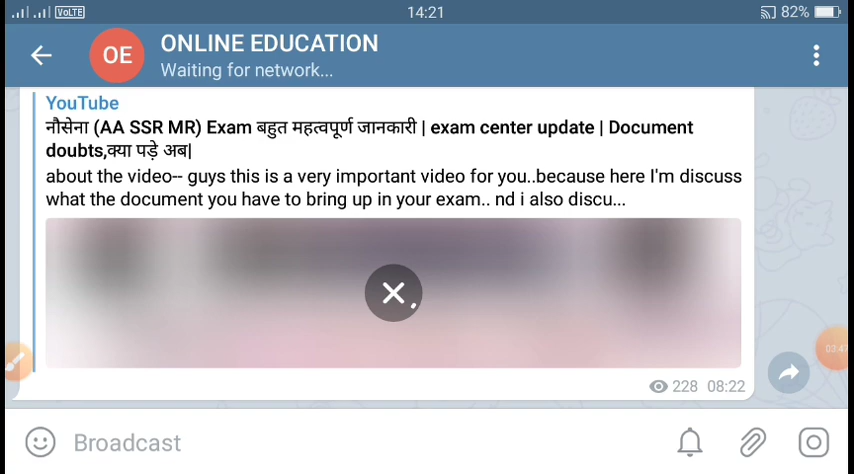 VoLTE 14:21 82%
OE ONLINE EDUCATION
Waiting for network...
YouTube
नौसेना (AA SSR MR) Exam बहुत महत्वपूर्ण जानकारी | exam center update | Document
doubts,क्या पड़े अब|
about the video-- guys this is a very important video for you..because here I'm discuss
what the document you have to bring up in your exam.. nd i also discu...
03:47
228 08:22
Broadcast